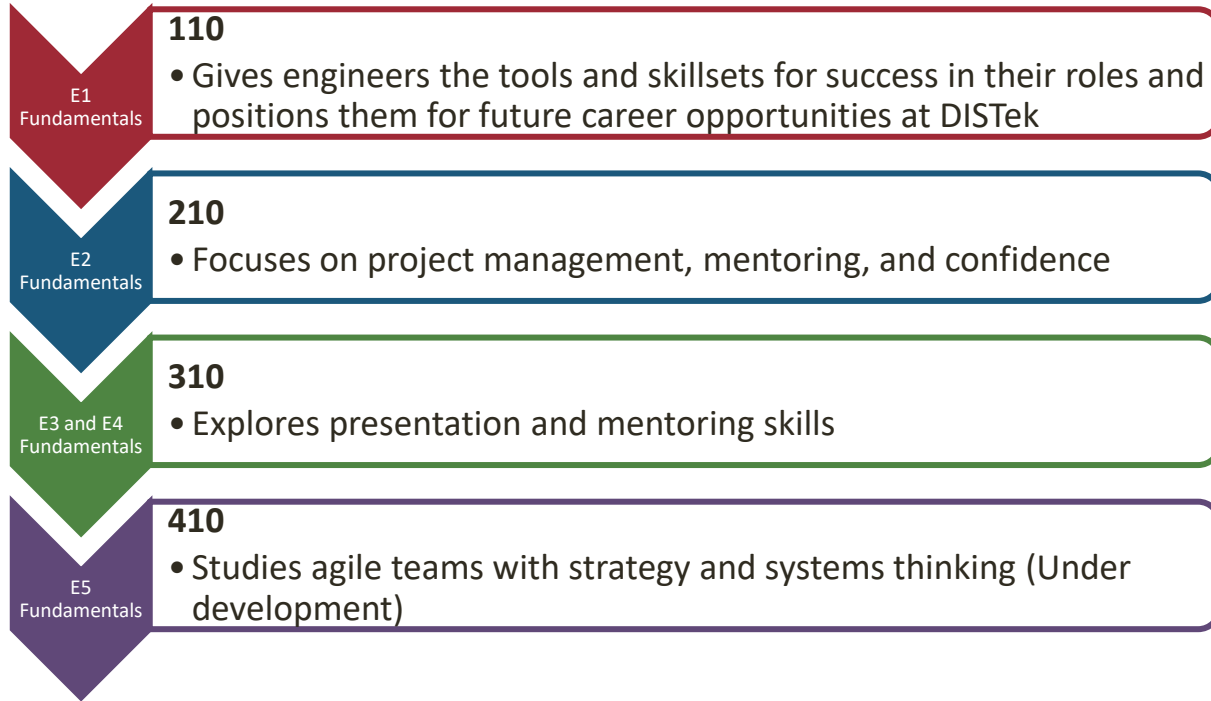 E1
Fundamentals
110
• Gives engineers the tools and skillsets for success in their roles and
positions them for future career opportunities at DISTek
E2
Fundamentals
210
• Focuses on project management, mentoring, and confidence
E3 and E4
Fundamentals
310
• Explores presentation and mentoring skills
E5
Fundamentals
410
• Studies agile teams with strategy and systems thinking (Under
development)